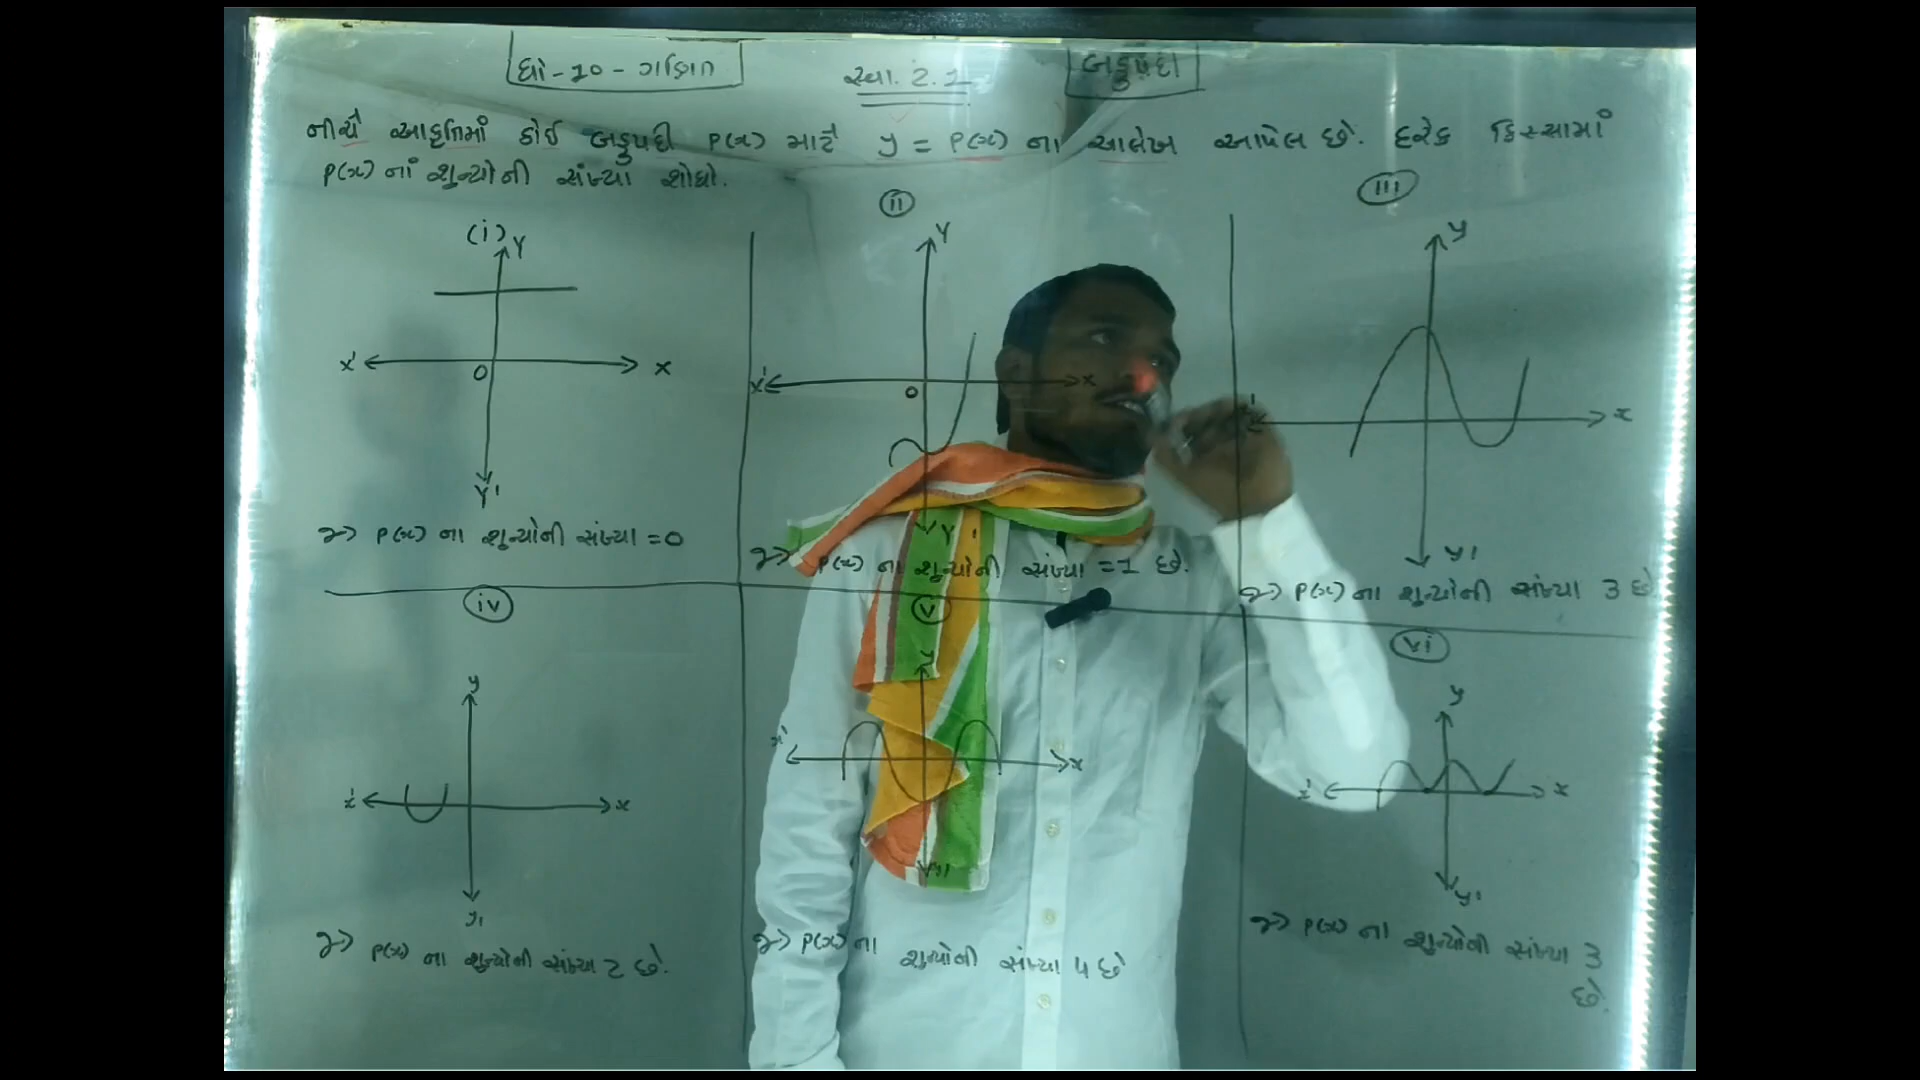 ધો-૧૦-ગણિત
સ્વા. 2.1
બહુપદી
નીચે આકૃતિમાં કોઈ બહુપદી P(x) માટે y = P(x) ના આલેખ આપેલ છે. દરેક કિસ્સામાં
P(x) નાં શુન્યોની સંખ્યા શોધો.
(i)
Y
X' O X
Y'
જ> P(x) ના શુન્યોની સંખ્યા = 0
ii
Y
X' O X
Y'
જ> P(x) ના શુન્યોની સંખ્યા = 1 છે.
iii
y
x
y'
જ> P(x) ના શુન્યોની સંખ્યા 3 છે
iv
y
x' x
y'
જ> P(x) ના શુન્યોની સંખ્યા 2 છે.
v
y
x' x
y'
જ> P(x) ના શુન્યોની સંખ્યા 4 છે
vi
y
x' x
y'
જ> P(x) ના શુન્યોની સંખ્યા 3
છે.